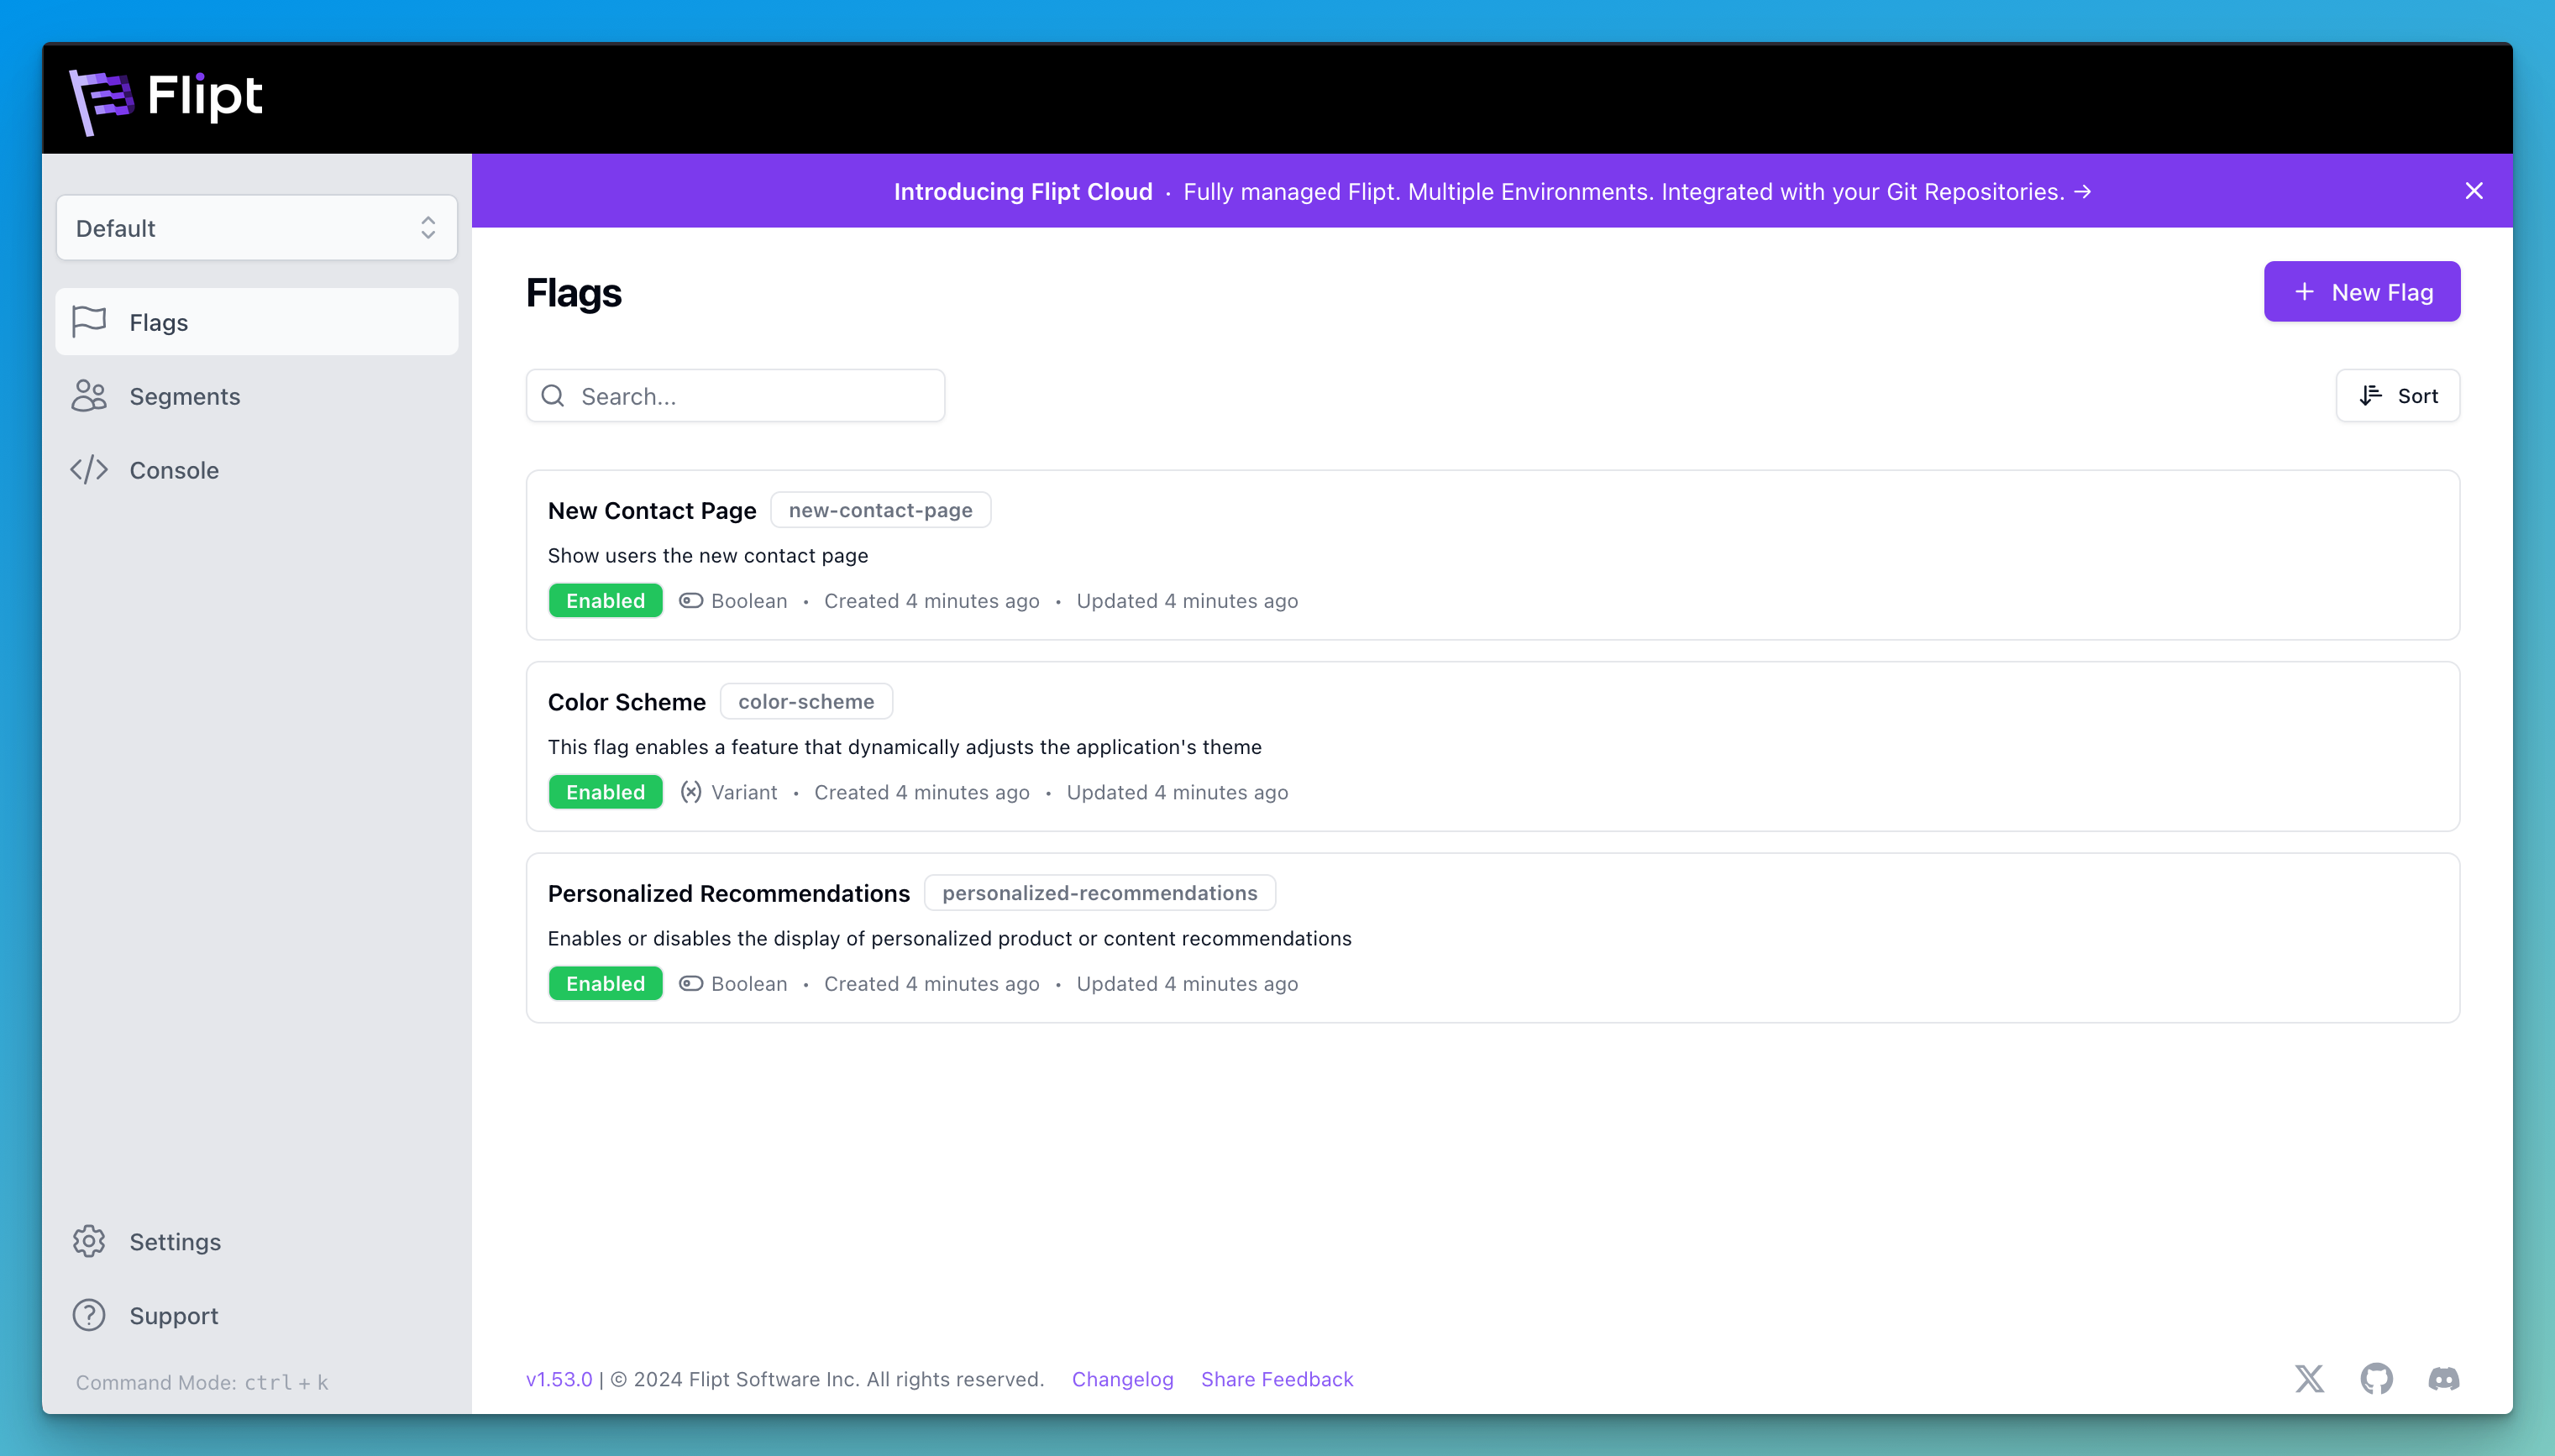 Flipt
Default
Flags
Segments
Console
Settings
Support
Command Mode: ctrl + k
Introducing Flipt Cloud · Fully managed Flipt. Multiple Environments. Integrated with your Git Repositories. →
Flags
+ New Flag
Search...
Sort
New Contact Page new-contact-page
Show users the new contact page
Enabled Boolean • Created 4 minutes ago • Updated 4 minutes ago
Color Scheme color-scheme
This flag enables a feature that dynamically adjusts the application's theme
Enabled Variant • Created 4 minutes ago • Updated 4 minutes ago
Personalized Recommendations personalized-recommendations
Enables or disables the display of personalized product or content recommendations
Enabled Boolean • Created 4 minutes ago • Updated 4 minutes ago
v1.53.0 | © 2024 Flipt Software Inc. All rights reserved. Changelog Share Feedback